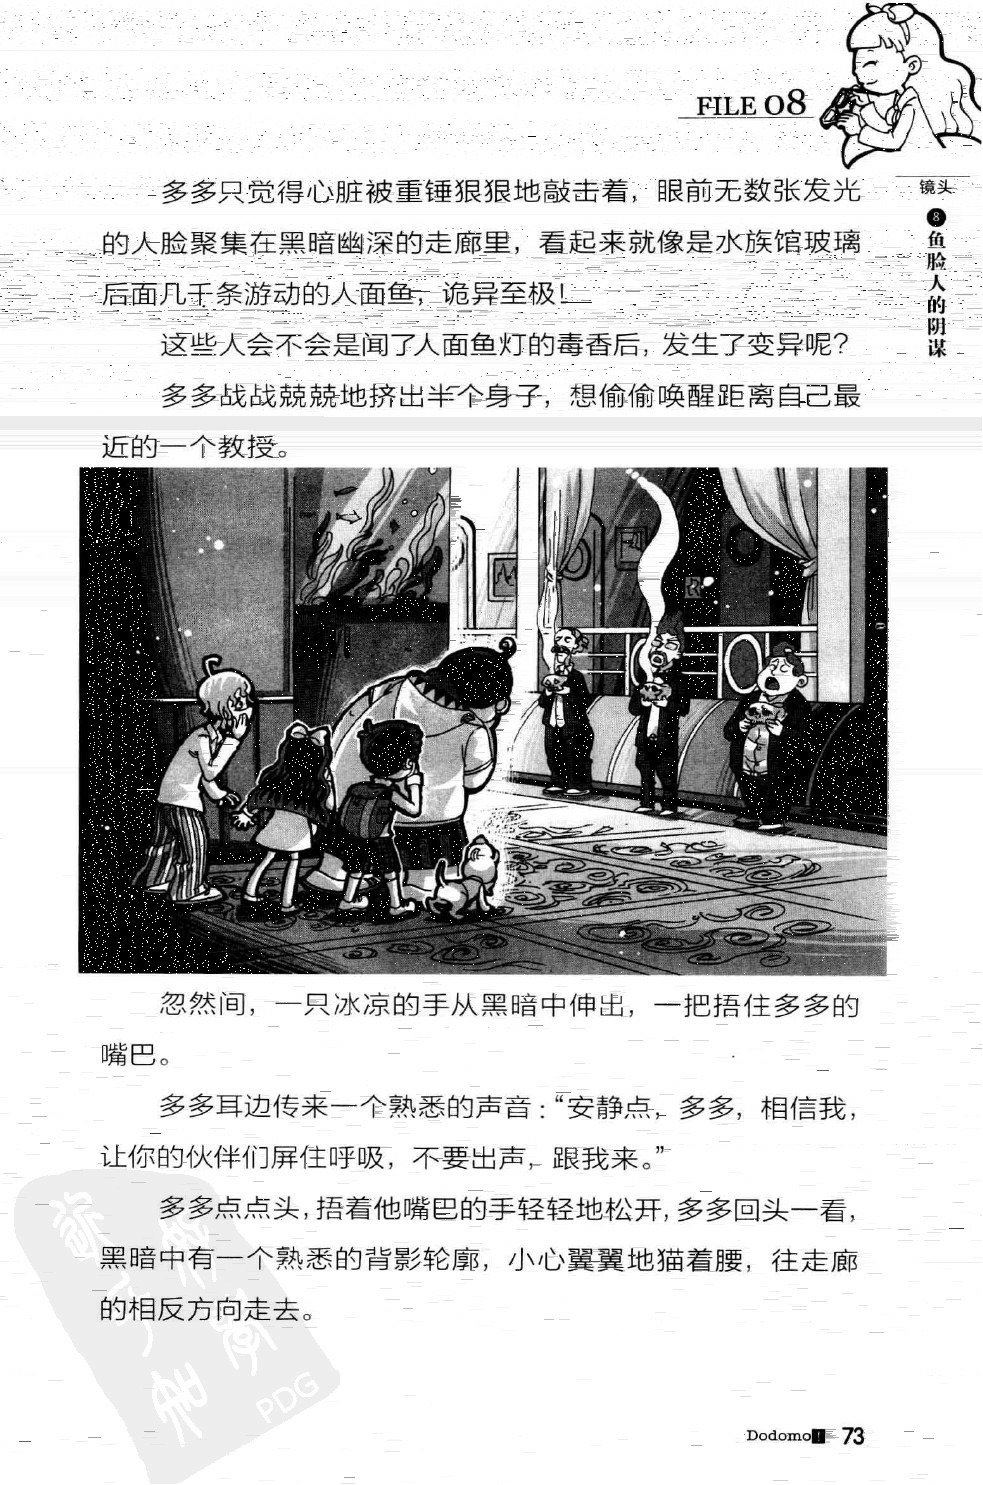 FILE 08
镜头
8
鱼脸人的阴谋
多多只觉得心脏被重锤狠狠地敲击着，眼前无数张发光
的人脸聚集在黑暗幽深的走廊里，看起来就像是水族馆玻璃
后面几千条游动的人面鱼，诡异至极！
这些人会不会是闻了人面鱼灯的毒香后，发生了变异呢？
多多战战兢兢地挤出半个身子，想偷偷唤醒距离自己最
近的一个教授。
忽然间，一只冰凉的手从黑暗中伸出，一把捂住多多的
嘴巴。
多多耳边传来一个熟悉的声音：“安静点，多多，相信我，
让你的伙伴们屏住呼吸，不要出声，跟我来。”
多多点点头，捂着他嘴巴的手轻轻地松开，多多回头一看，
黑暗中有一个熟悉的背影轮廓，小心翼翼地猫着腰，往走廊
的相反方向走去。
PDG
Dodomo! 73